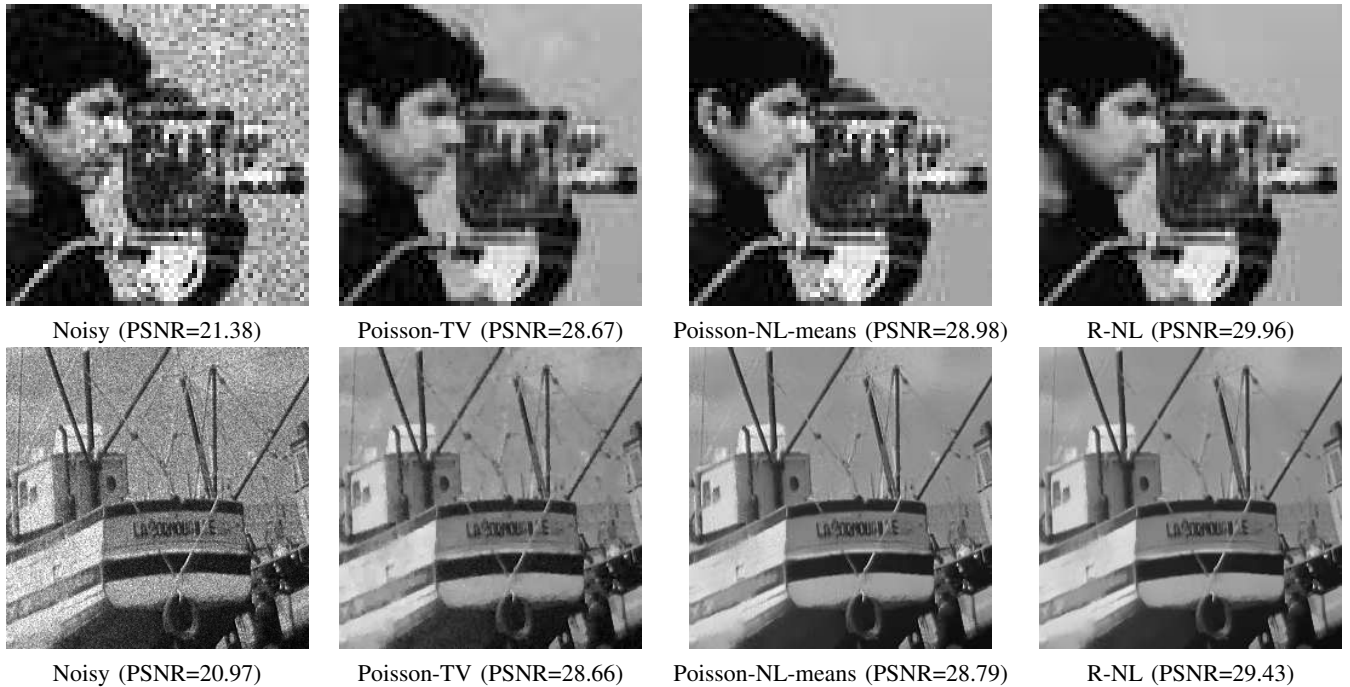 Noisy (PSNR=21.38) Poisson-TV (PSNR=28.67) Poisson-NL-means (PSNR=28.98) R-NL (PSNR=29.96)
Noisy (PSNR=20.97) Poisson-TV (PSNR=28.66) Poisson-NL-means (PSNR=28.79) R-NL (PSNR=29.43)